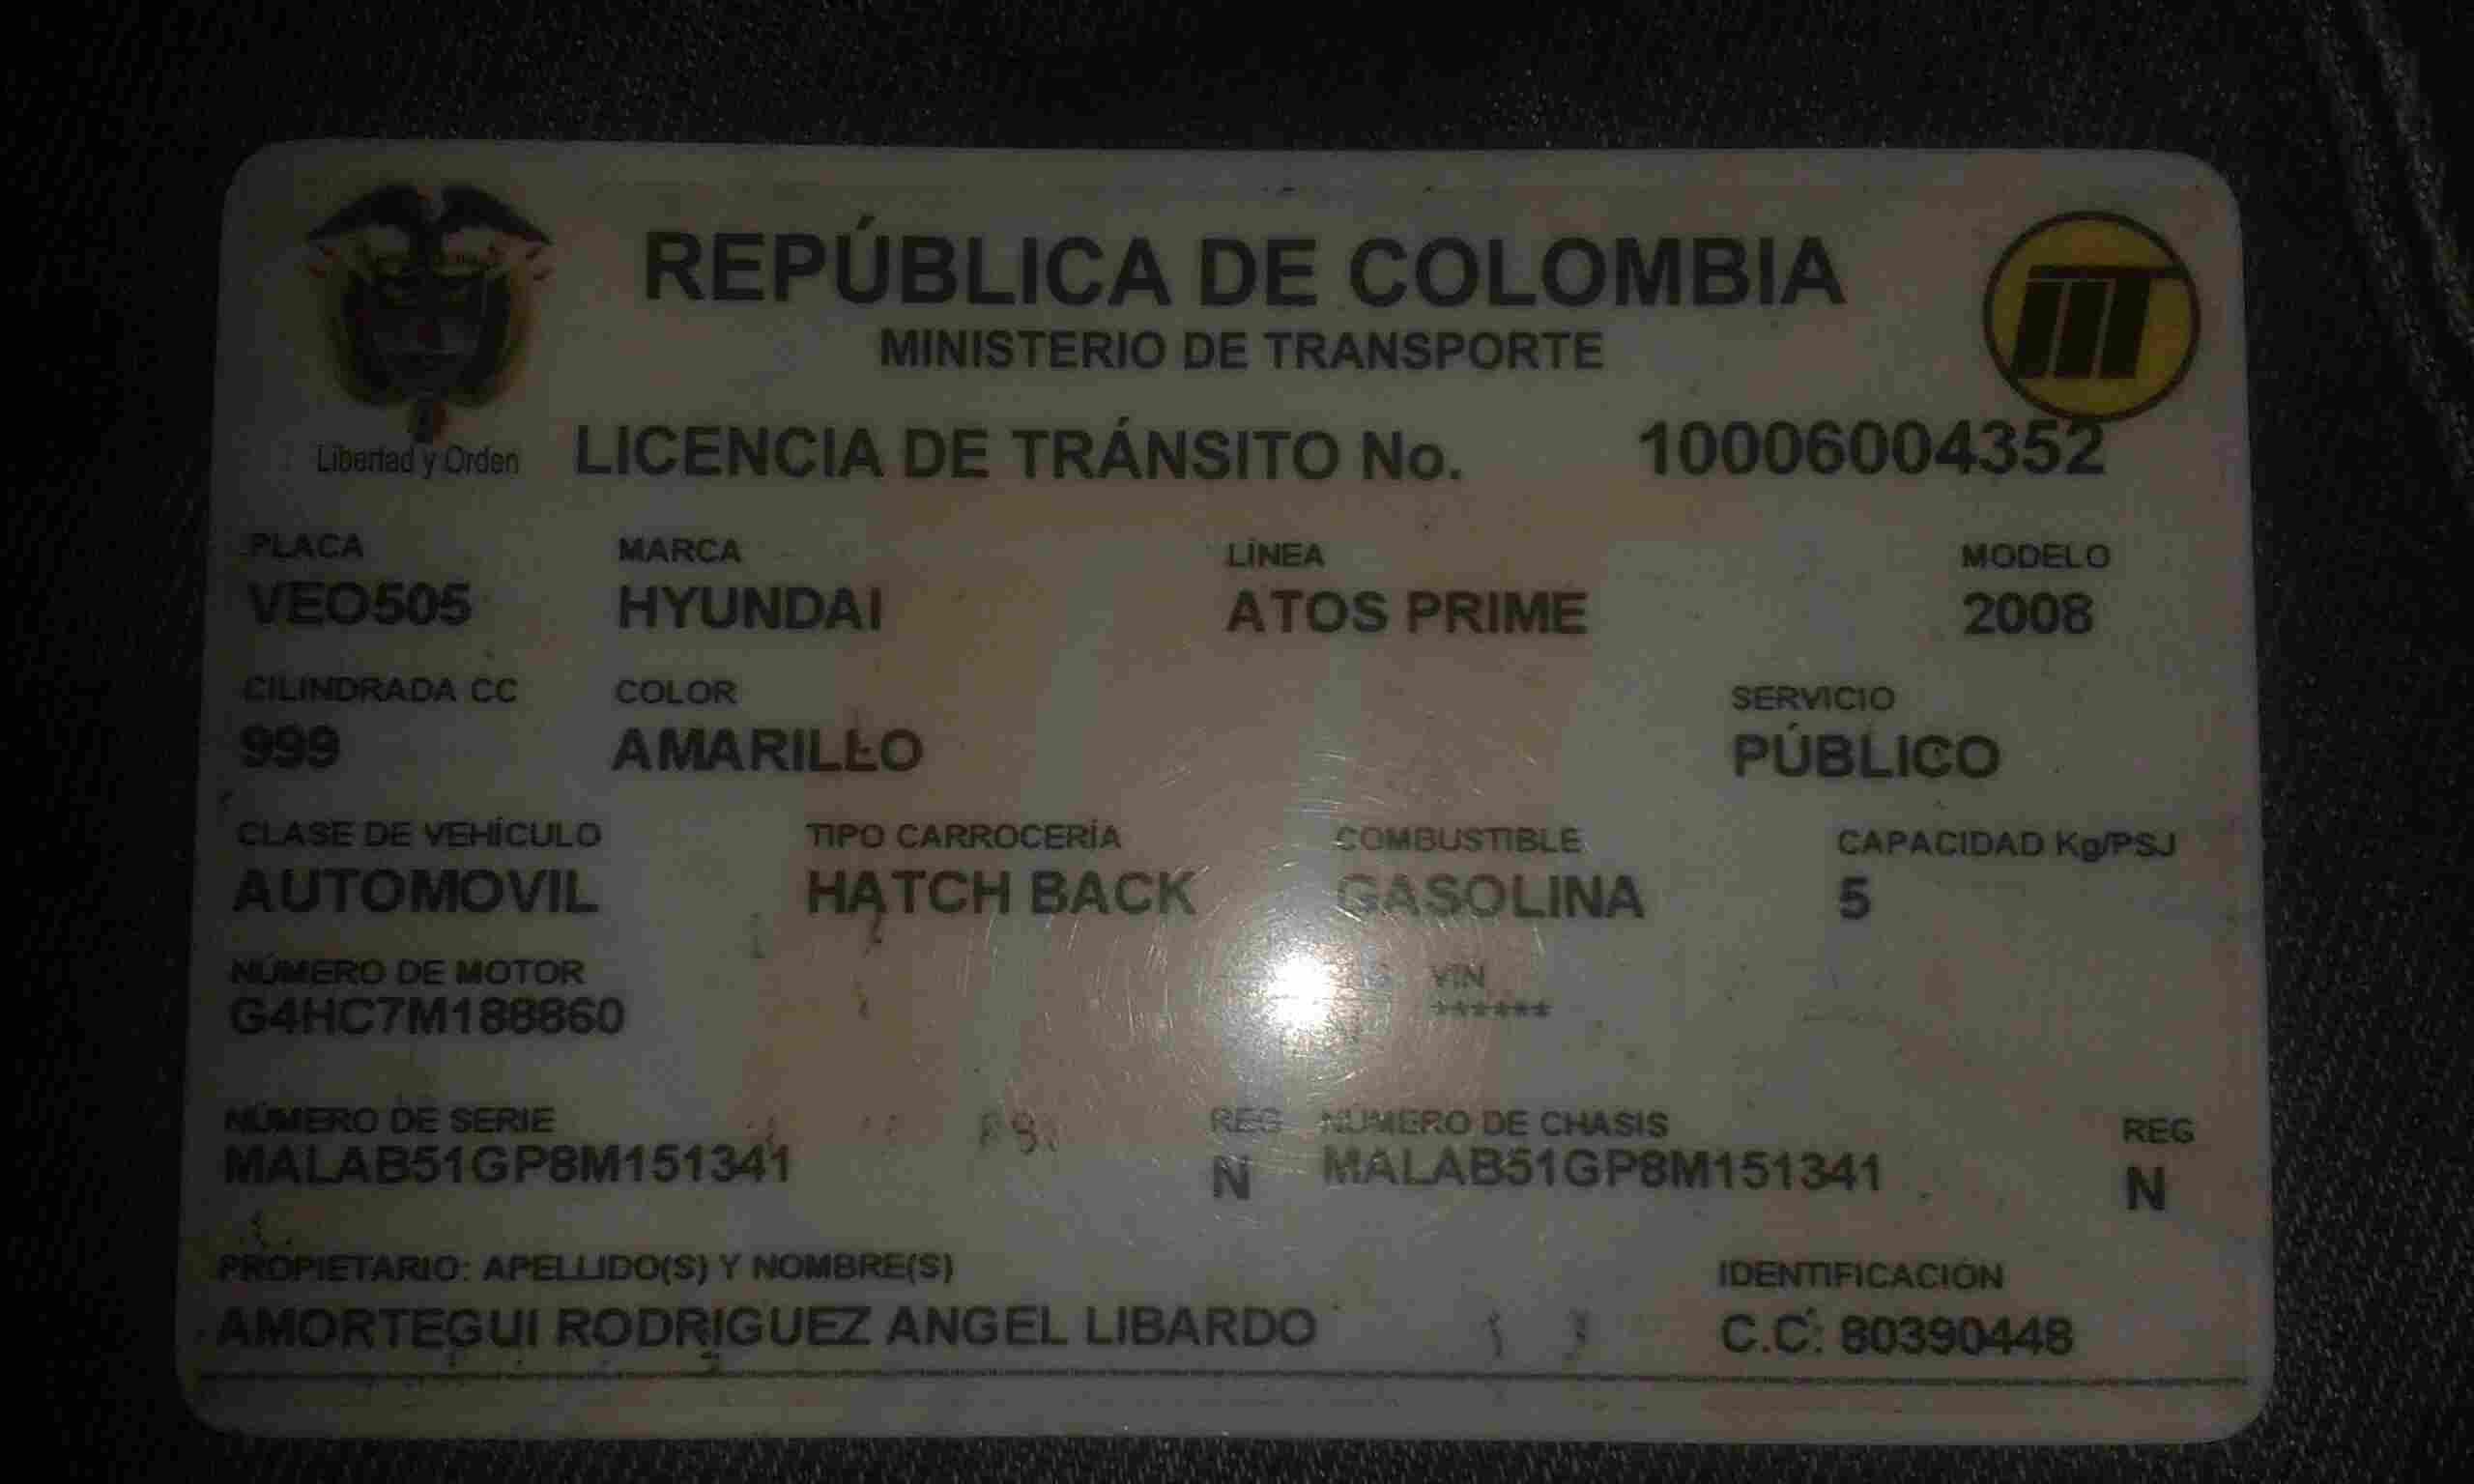 REPÚBLICA DE COLOMBIA
MINISTERIO DE TRANSPORTE
Libertad y Orden
LICENCIA DE TRÁNSITO No. 10006004352
PLACA MARCA LÍNEA MODELO
VEO505 HYUNDAI ATOS PRIME 2008
CILINDRADA CC COLOR SERVICIO
999 AMARILLO PÚBLICO
CLASE DE VEHÍCULO TIPO CARROCERÍA COMBUSTIBLE CAPACIDAD Kg/PSJ
AUTOMOVIL HATCH BACK GASOLINA 5
NÚMERO DE MOTOR VIN
G4HC7M188860 ******
NÚMERO DE SERIE REG NÚMERO DE CHASIS REG
MALAB51GP8M151341 N MALAB51GP8M151341 N
PROPIETARIO: APELLIDO(S) Y NOMBRE(S) IDENTIFICACIÓN
AMORTEGUI RODRIGUEZ ANGEL LIBARDO C.C. 80390448